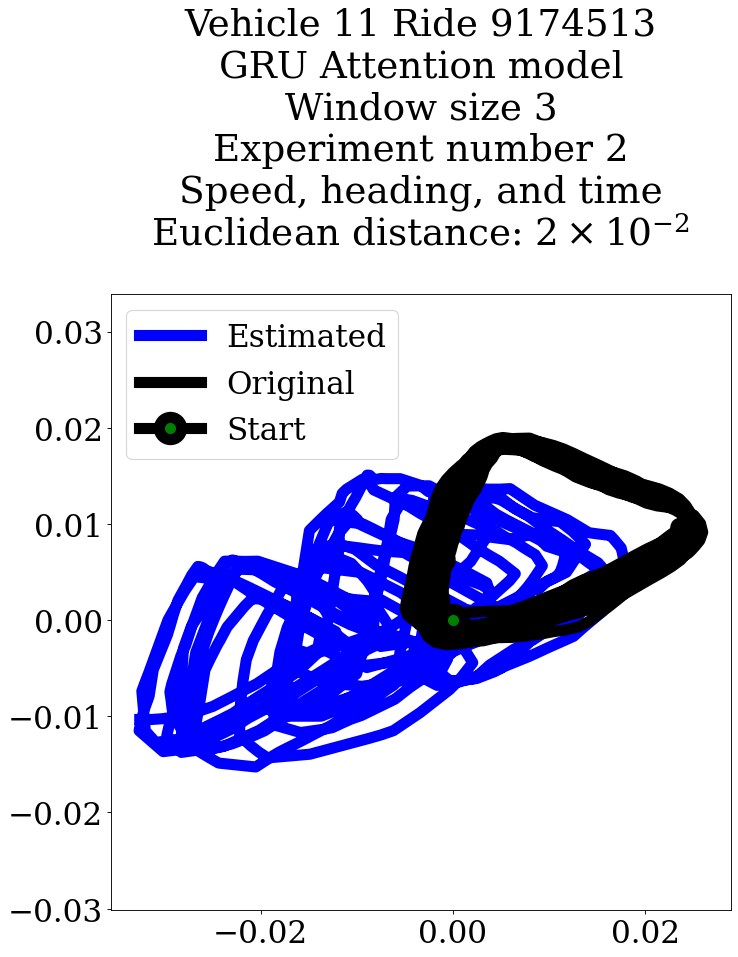 Vehicle 11 Ride 9174513
GRU Attention model
Window size 3
Experiment number 2
Speed, heading, and time
Euclidean distance: 2 × 10⁻²
Estimated
Original
Start
0.03
0.02
0.01
0.00
−0.01
−0.02
−0.03
−0.02 0.00 0.02